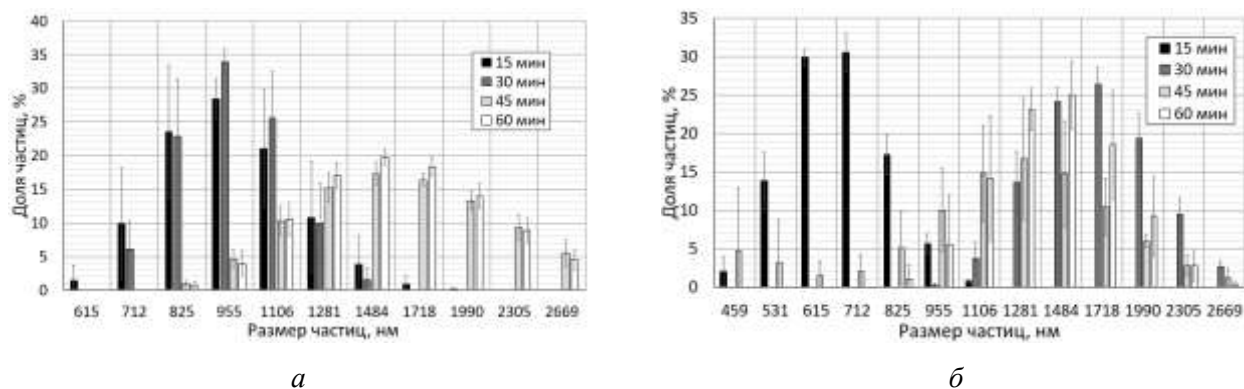 40
35
30
25
20
15
10
5
0
Доля частиц, %
15 мин
30 мин
45 мин
60 мин
615 712 825 955 1106 1281 1484 1718 1990 2305 2669
Размер частиц, нм
а
35
30
25
20
15
10
5
0
Доля частиц, %
15 мин
30 мин
45 мин
60 мин
459 531 615 712 825 955 1106 1281 1484 1718 1990 2305 2669
Размер частиц, нм
б